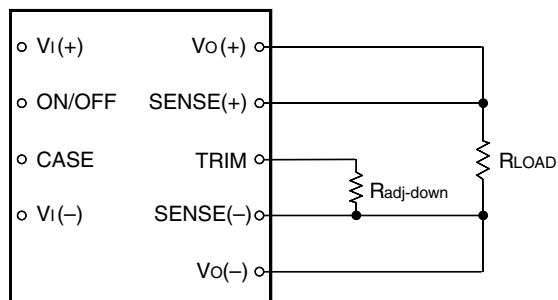 VI(+) VO(+)
ON/OFF SENSE(+)
CASE TRIM RLOAD
Radj-down
VI(–) SENSE(–)
VO(–)